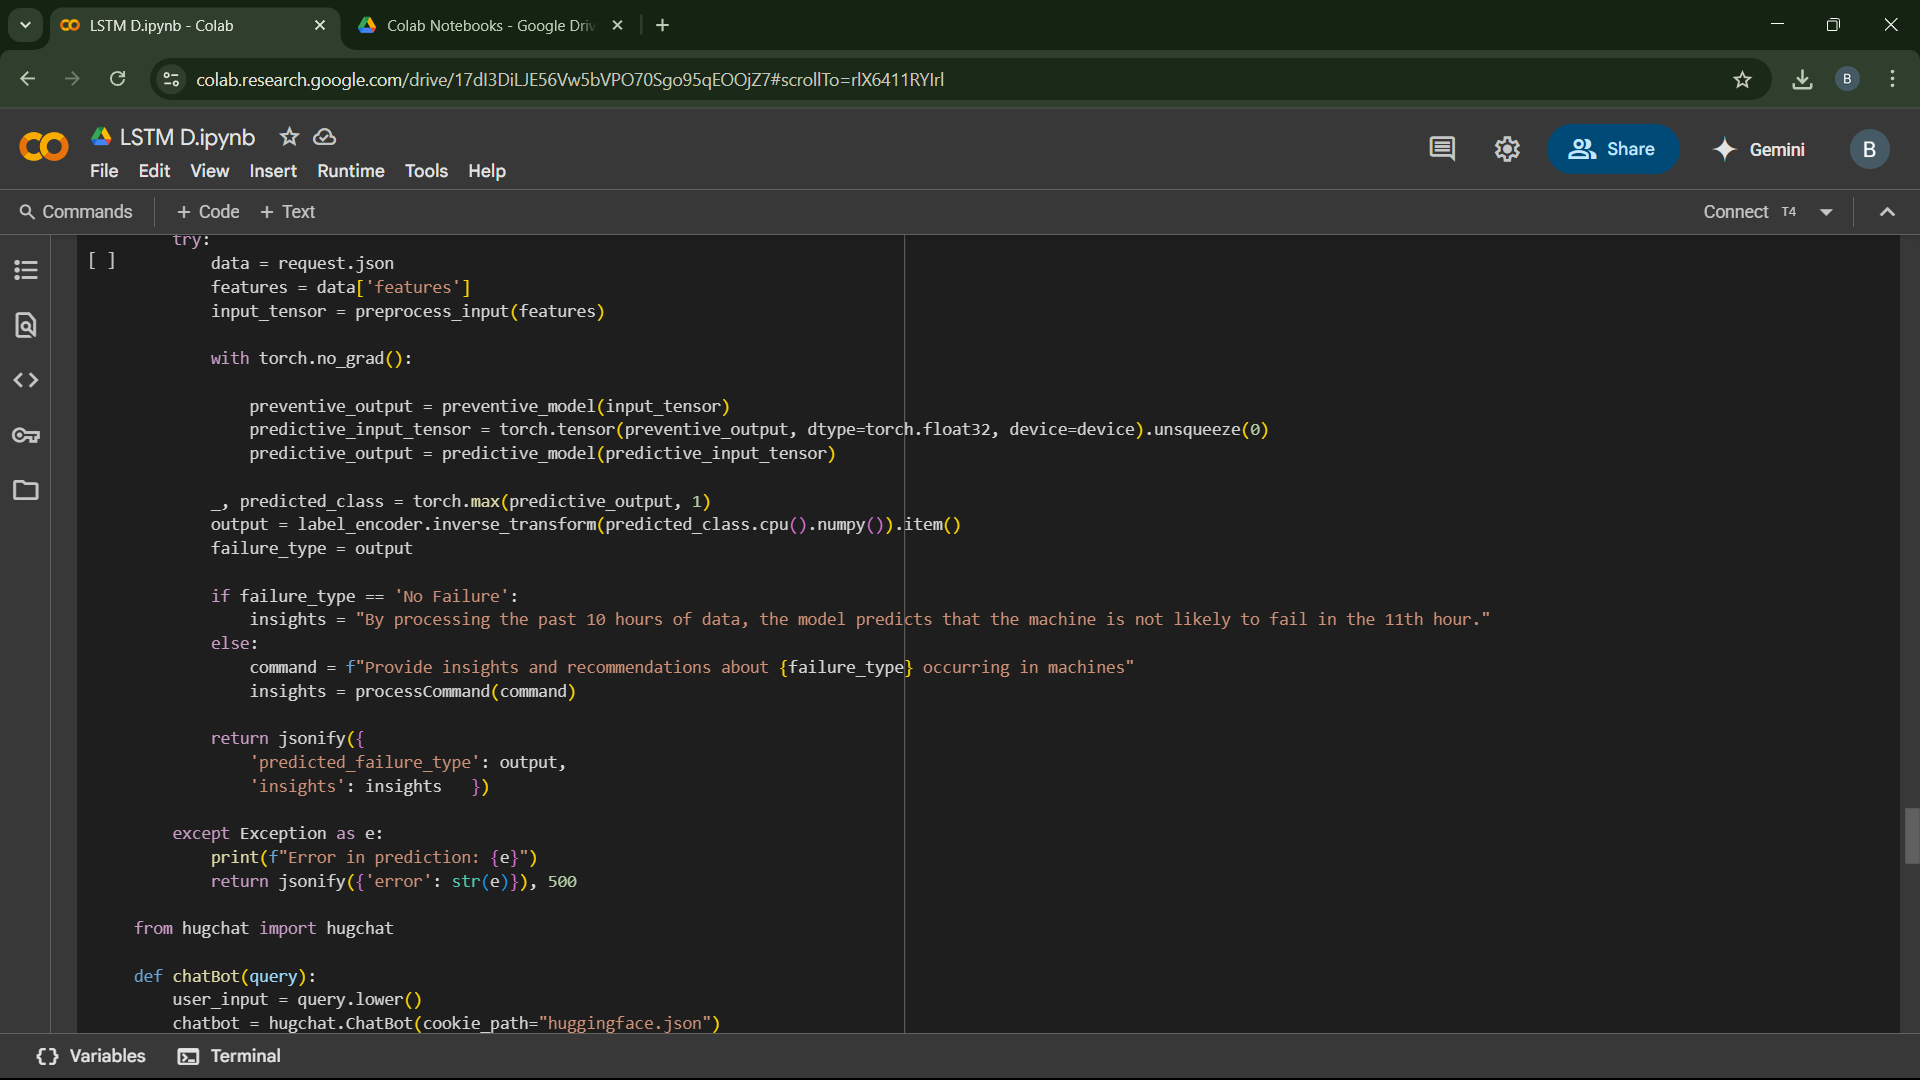 LSTM D.ipynb - Colab
Colab Notebooks - Google Driv
colab.research.google.com/drive/17dI3DiLJE56Vw5bVPO70Sgo95qEOOjZ7#scrollTo=rlX6411RYIrl
B
LSTM D.ipynb
File Edit View Insert Runtime Tools Help
Share
Gemini
B
Commands
+ Code + Text
Connect T4
try:
[ ]
data = request.json
features = data['features']
input_tensor = preprocess_input(features)
with torch.no_grad():
preventive_output = preventive_model(input_tensor)
predictive_input_tensor = torch.tensor(preventive_output, dtype=torch.float32, device=device).unsqueeze(0)
predictive_output = predictive_model(predictive_input_tensor)
_, predicted_class = torch.max(predictive_output, 1)
output = label_encoder.inverse_transform(predicted_class.cpu().numpy()).item()
failure_type = output
if failure_type == 'No Failure':
insights = "By processing the past 10 hours of data, the model predicts that the machine is not likely to fail in the 11th hour."
else:
command = f"Provide insights and recommendations about {failure_type} occurring in machines"
insights = processCommand(command)
return jsonify({
'predicted_failure_type': output,
'insights': insights   })
except Exception as e:
print(f"Error in prediction: {e}")
return jsonify({'error': str(e)}), 500
from hugchat import hugchat
def chatBot(query):
user_input = query.lower()
chatbot = hugchat.ChatBot(cookie_path="huggingface.json")
Variables
Terminal